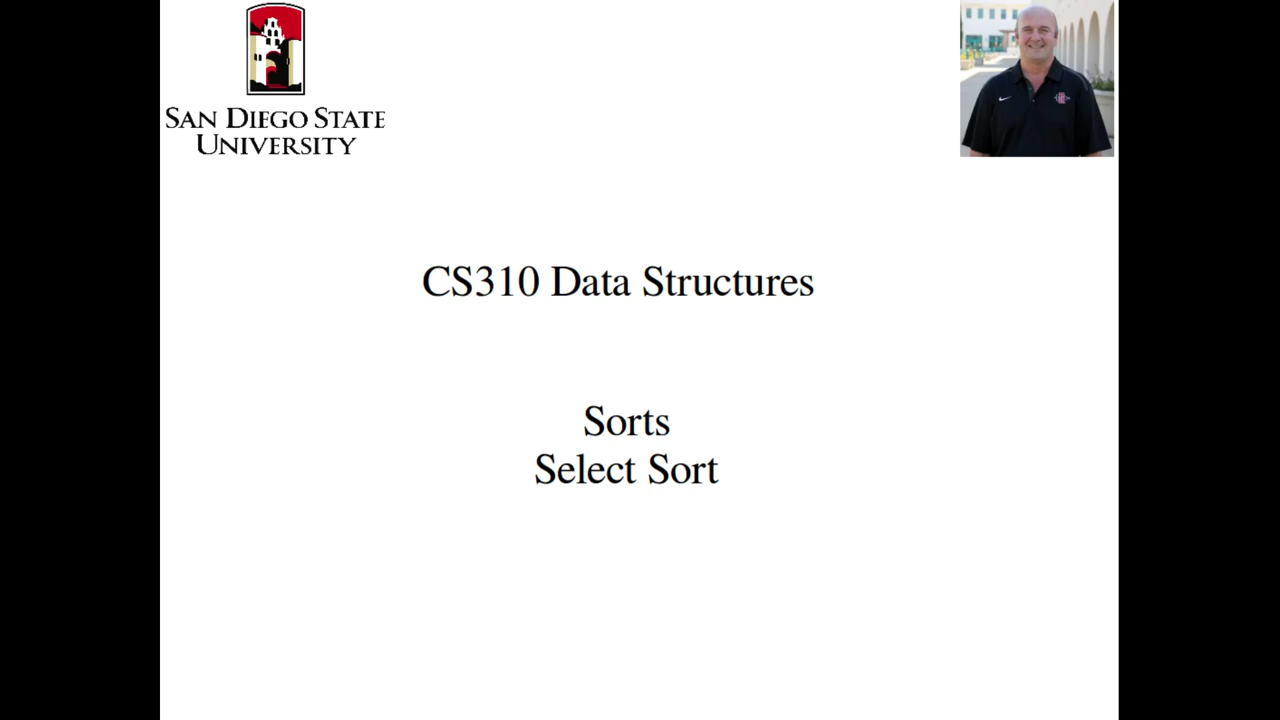 SAN DIEGO STATE
UNIVERSITY
CS310 Data Structures
Sorts
Select Sort